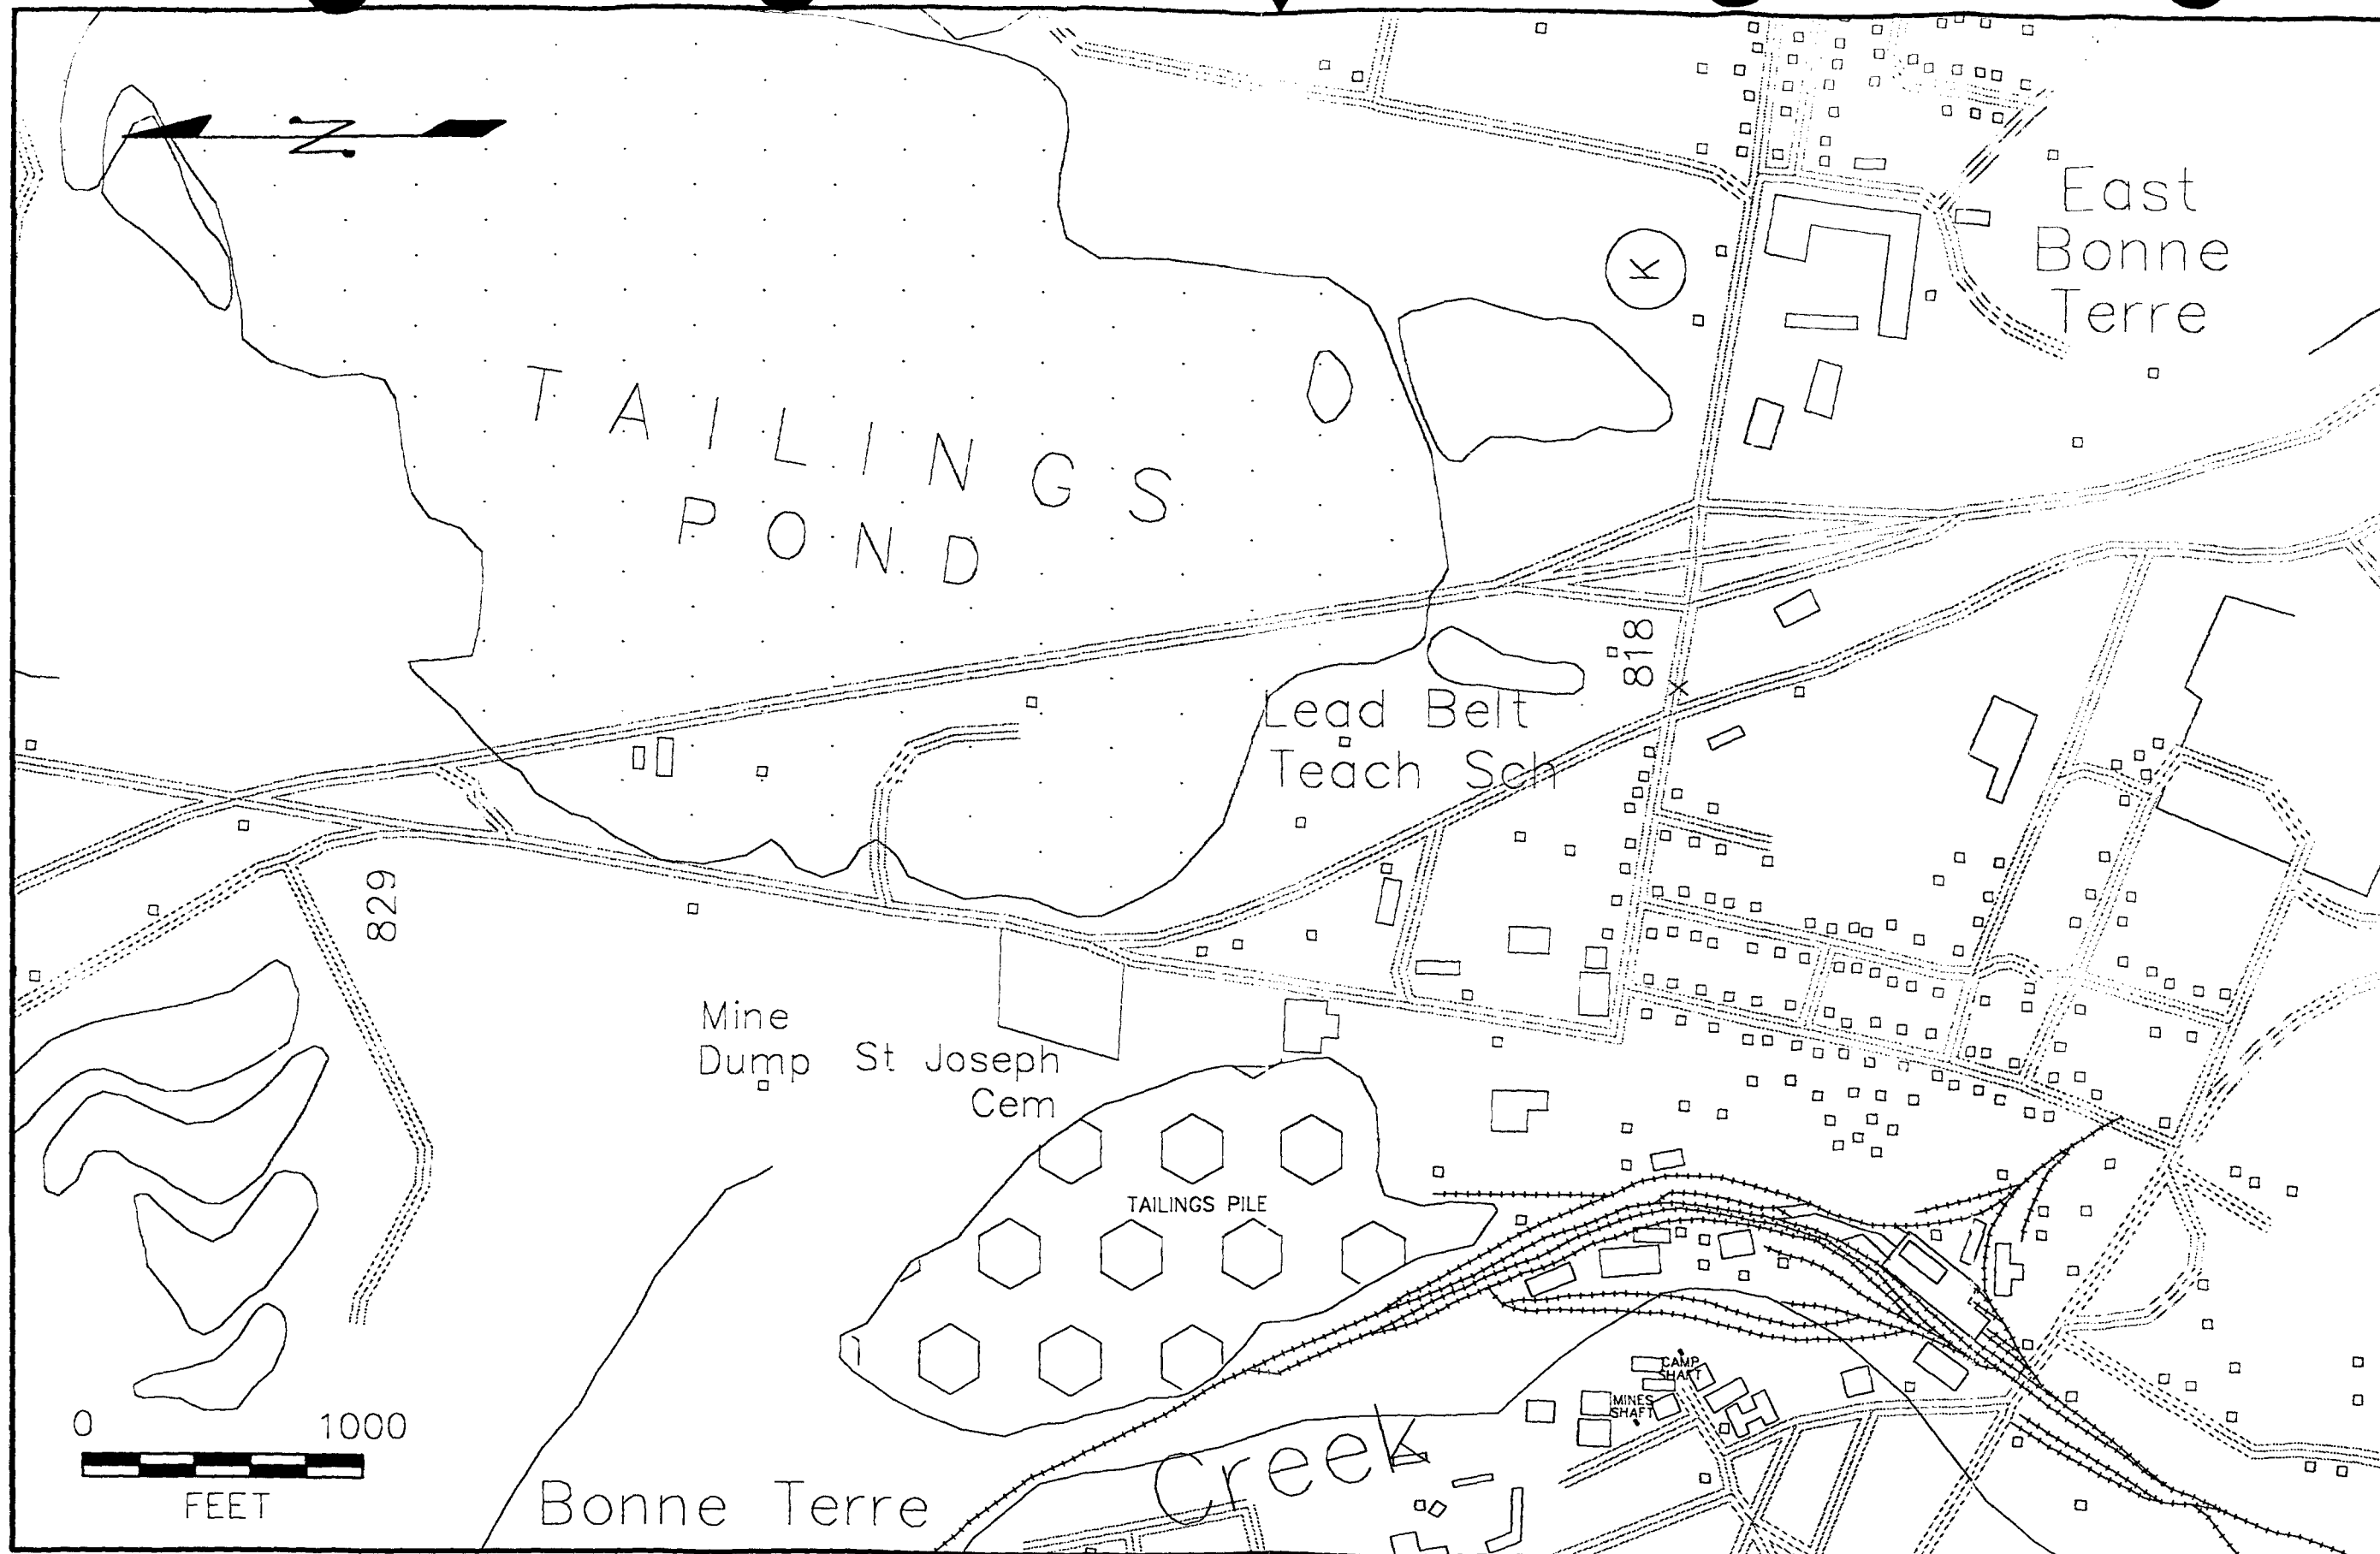 N
K
East
Bonne
Terre
TAILINGS
POND
818
Lead Belt
Teach Sch
829
Mine
Dump
St Joseph
Cem
TAILINGS PILE
CAMP
SHAFT
MINES
SHAFT
0 1000
FEET
Bonne Terre Creek